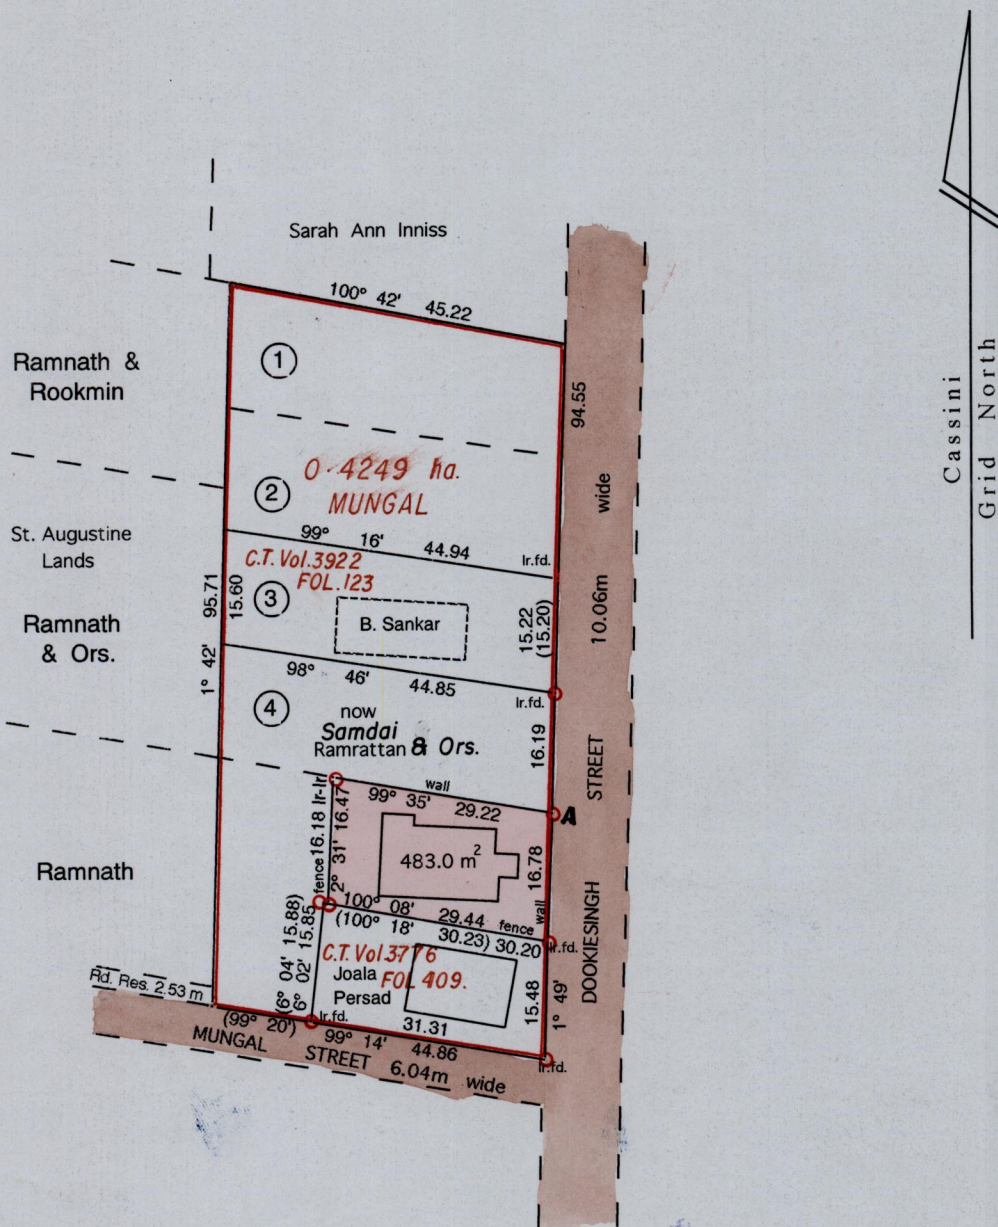 Sarah Ann Inniss
100° 42' 45.22
Ramnath &
Rookmin
1
94.55
Cassini
Grid North
O·4249 ha.
MUNGAL
2
wide
St. Augustine
Lands
99° 16' 44.94
Ir.fd.
C.T. Vol.3922
FOL.123
95.71
15.60
3
B. Sankar
15.22
(15.20)
10.06m
Ramnath
& Ors.
1° 42'
98° 46' 44.85
Ir.fd.
4
now
Samdai
Ramrattan & Ors.
16.19
STREET
wall
99° 35' 29.22
A
Ir-Ir
16.18
fence
2° 31' 16.47
483.0 m²
16.78
Ramnath
100° 08' 29.44 fence
wall
(100° 18' 30.23) 30.20
Ir.fd.
DOOKIESINGH
(6° 04' 15.88)
6° 02' 15.85
C.T. Vol.3776
Joala FOL 409.
Persad
15.48
1° 49'
Rd. Res. 2.53 m
Ir.fd.
31.31
(99° 20')
99° 14' 44.86
Ir.fd.
MUNGAL STREET 6.04m wide